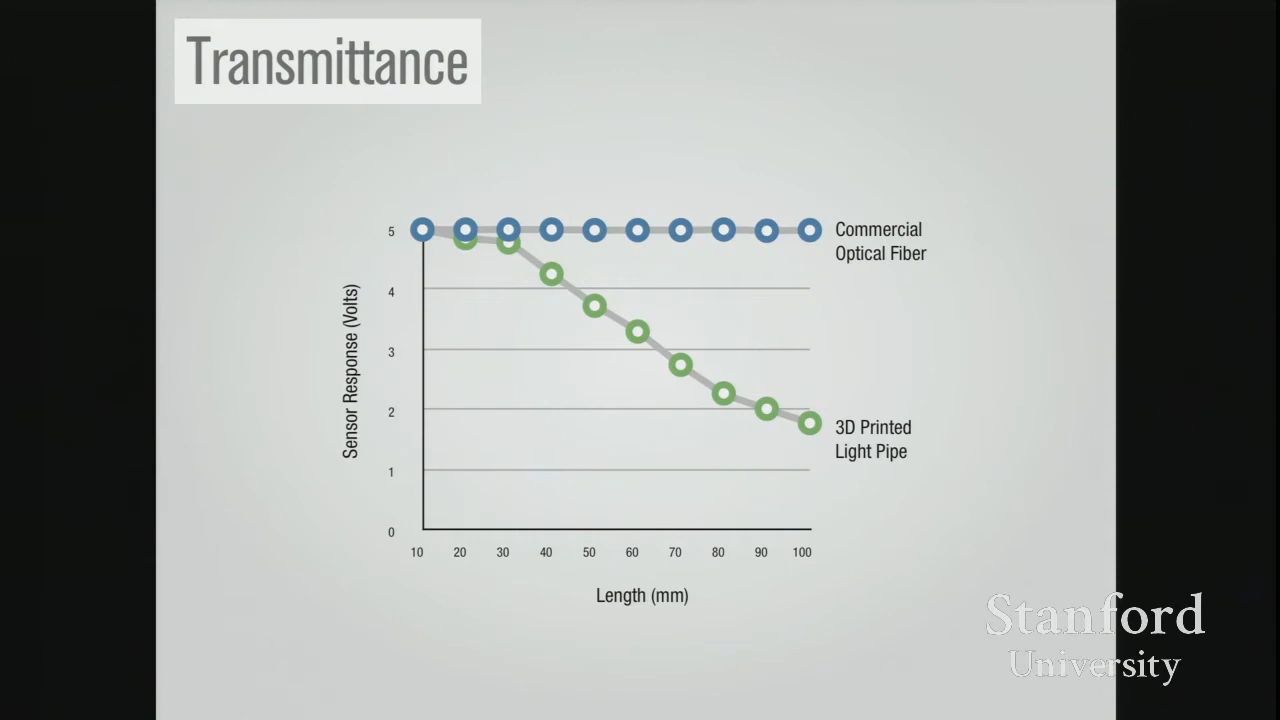 Transmittance
5
4
3
2
1
0
Sensor Response (Volts)
10 20 30 40 50 60 70 80 90 100
Length (mm)
Commercial
Optical Fiber
3D Printed
Light Pipe
Stanford
University